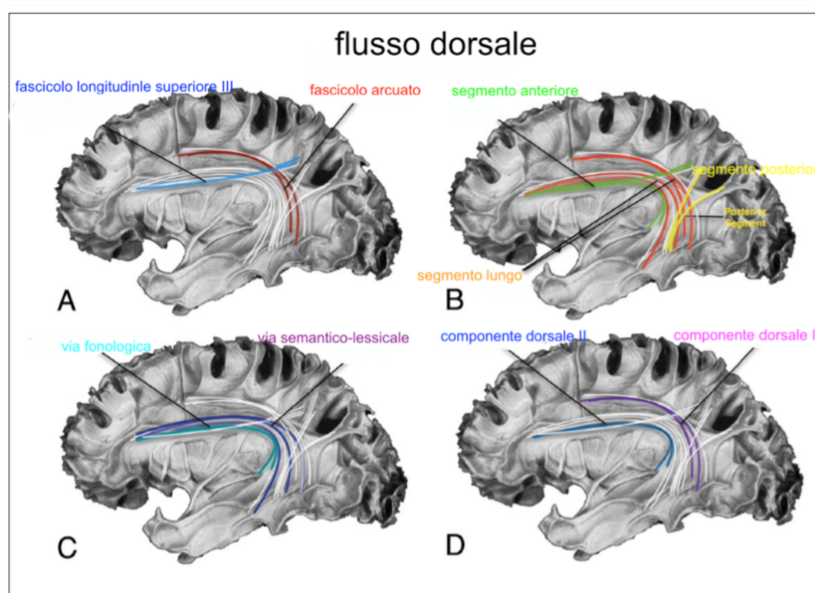 flusso dorsale
fascicolo longitudinle superiore III
fascicolo arcuato
segmento anteriore
segmento posterior
Posterior
Segment
segmento lungo
A
B
via fonologica
via semantico-lessicale
componente dorsale II
componente dorsale I
C
D